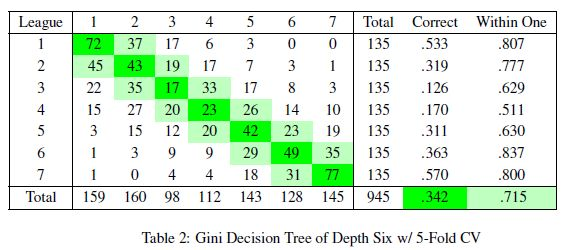 League 1 2 3 4 5 6 7 Total Correct Within One
1 72 37 17 6 3 0 0 135 .533 .807
2 45 43 19 17 7 3 1 135 .319 .777
3 22 35 17 33 17 8 3 135 .126 .629
4 15 27 20 23 26 14 10 135 .170 .511
5 3 15 12 20 42 23 19 135 .311 .630
6 1 3 9 9 29 49 35 135 .363 .837
7 1 0 4 4 18 31 77 135 .570 .800
Total 159 160 98 112 143 128 145 945 .342 .715
Table 2: Gini Decision Tree of Depth Six w/ 5-Fold CV